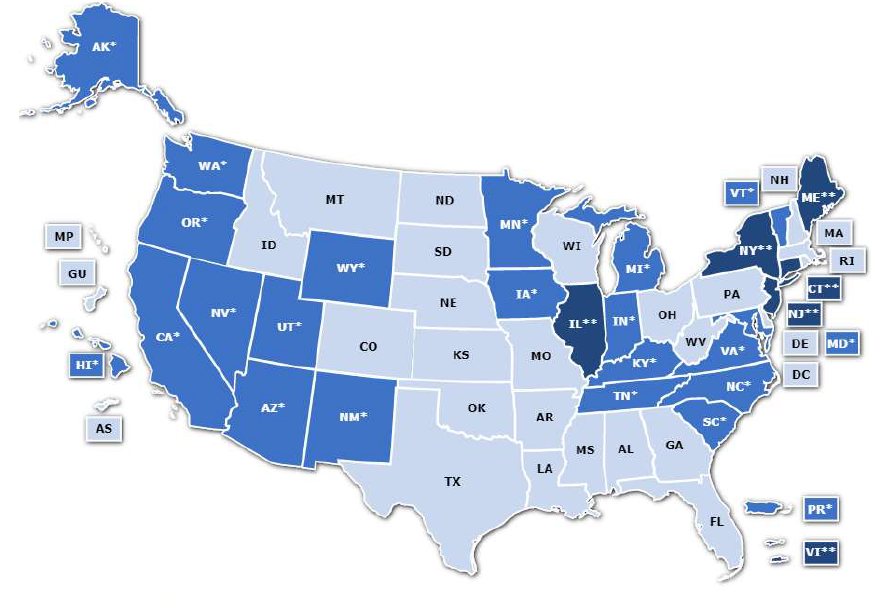 AK*
WA*
OR*
ID
MT
ND
MN*
WI
MI*
VT*
NH
ME**
MA
RI
NY**
CT**
NJ**
PA
MP
GU
WY*
SD
NE
IA*
IL**
IN*
OH
WV
VA*
DE
MD*
DC
CA*
NV*
UT*
CO
KS
MO
KY*
HI*
AS
AZ*
NM*
OK
AR
TN*
NC*
SC*
TX
LA
MS
AL
GA
FL
PR*
VI**